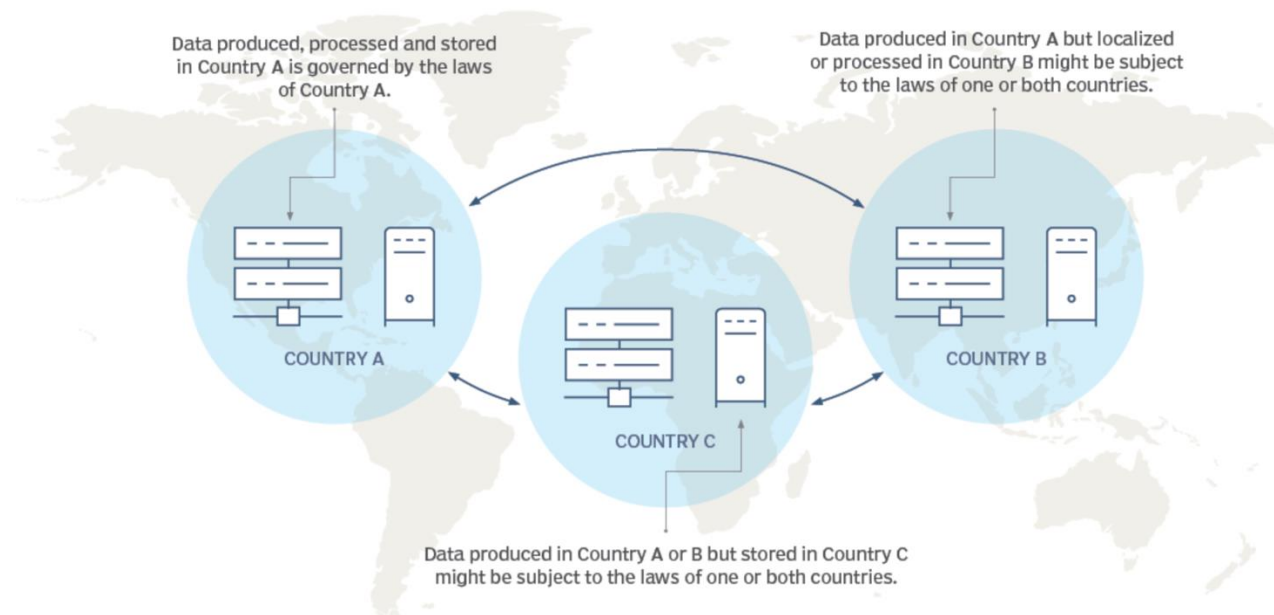 Data produced, processed and stored
in Country A is governed by the laws
of Country A.
Data produced in Country A but localized
or processed in Country B might be subject
to the laws of one or both countries.
COUNTRY A
COUNTRY B
COUNTRY C
Data produced in Country A or B but stored in Country C
might be subject to the laws of one or both countries.